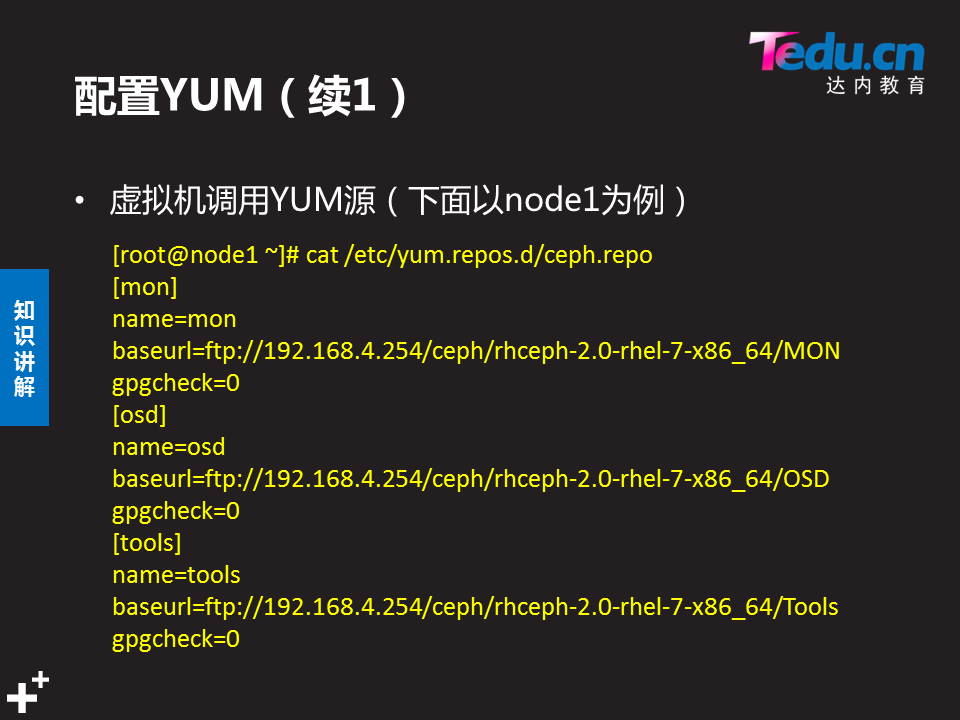 Tedu.cn
达内教育
配置YUM（续1）
• 虚拟机调用YUM源（下面以node1为例）
[root@node1 ~]# cat /etc/yum.repos.d/ceph.repo
[mon]
name=mon
baseurl=ftp://192.168.4.254/ceph/rhceph-2.0-rhel-7-x86_64/MON
gpgcheck=0
[osd]
name=osd
baseurl=ftp://192.168.4.254/ceph/rhceph-2.0-rhel-7-x86_64/OSD
gpgcheck=0
[tools]
name=tools
baseurl=ftp://192.168.4.254/ceph/rhceph-2.0-rhel-7-x86_64/Tools
gpgcheck=0
知
识
讲
解